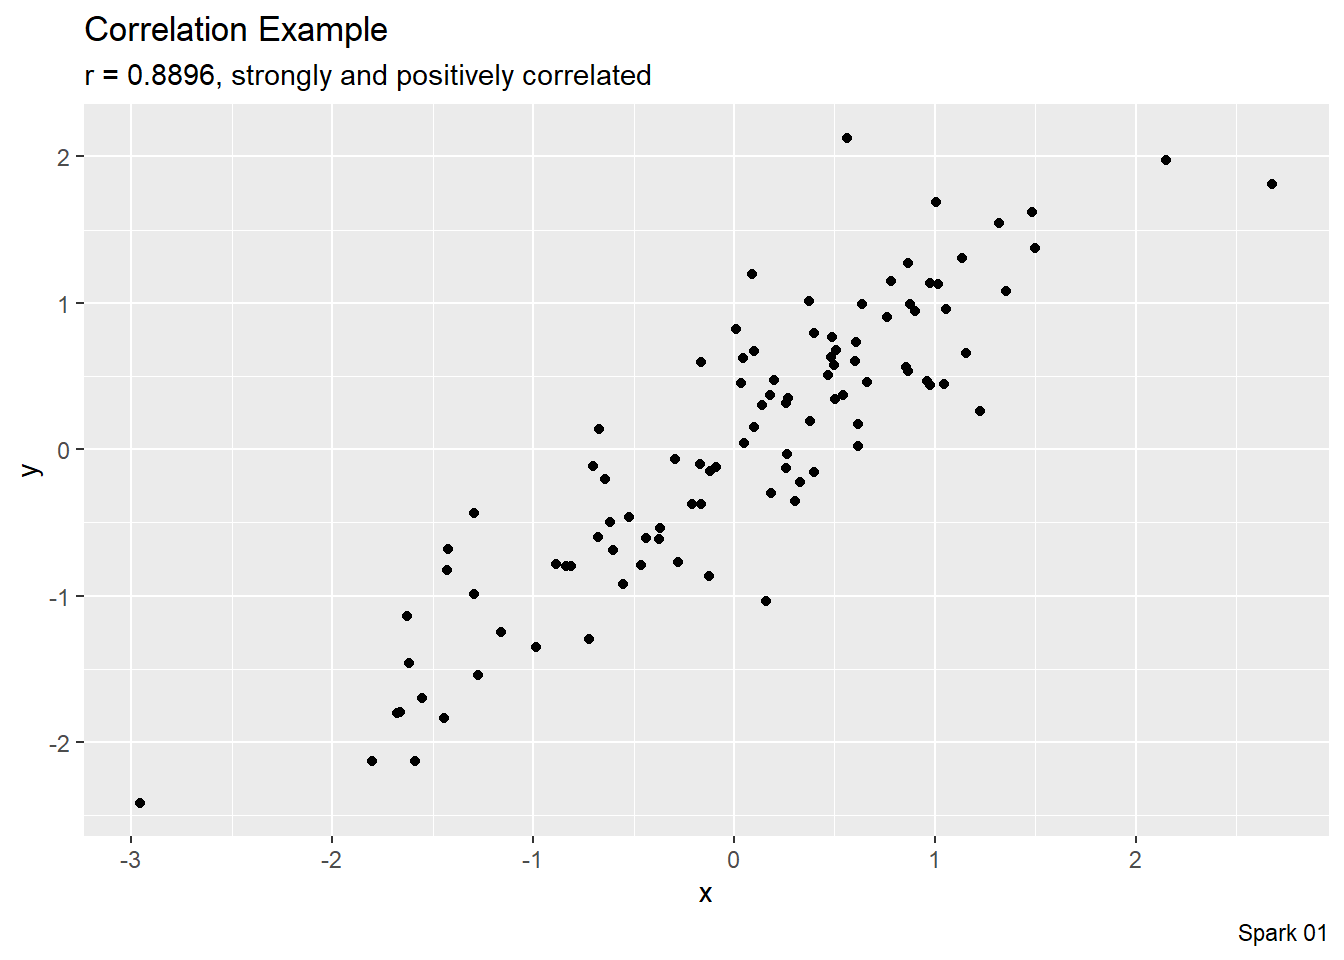 Correlation Example
r = 0.8896, strongly and positively correlated
2
1
0
-1
-2
y
-3 -2 -1 0 1 2
x
Spark 01